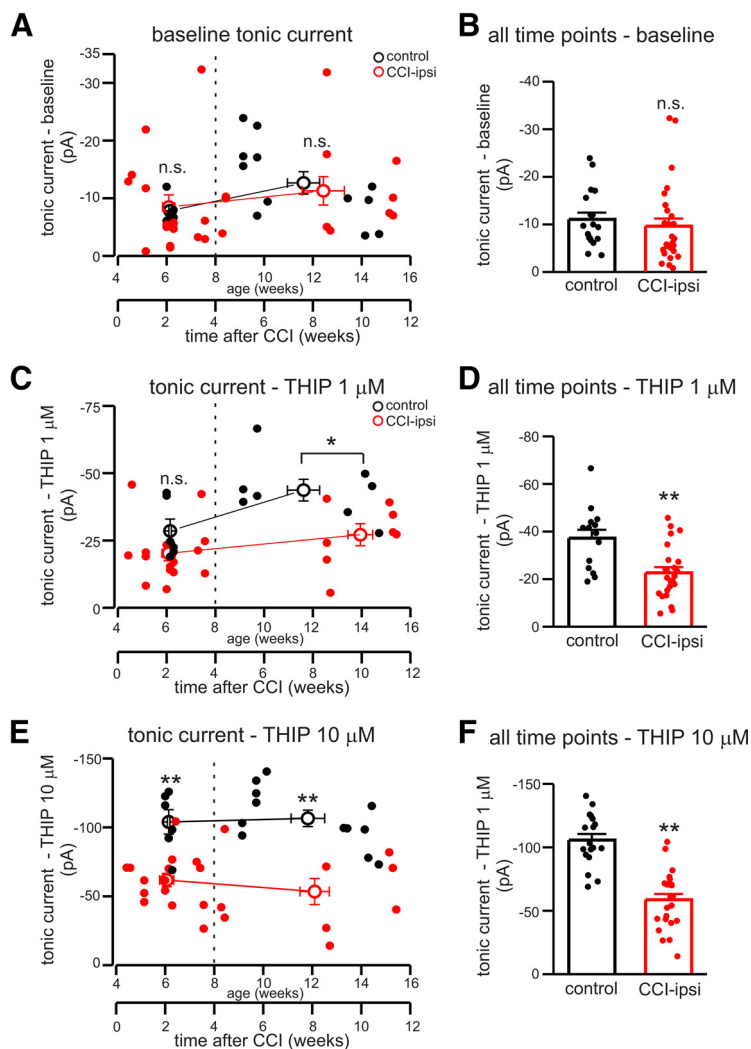 A
baseline tonic current
tonic current - baseline
(pA)
-35
-30
-20
-10
0
control
CCI-ipsi
n.s.
n.s.
4 6 8 10 12 14 16
age (weeks)
0 2 4 6 8 10 12
time after CCI (weeks)
B
all time points - baseline
tonic current - baseline
(pA)
-40
-30
-20
-10
0
n.s.
control CCI-ipsi
C
tonic current - THIP 1 μM
tonic current - THIP 1 μM
(pA)
-75
-50
-25
0
control
CCI-ipsi
n.s.
*
4 6 8 10 12 14 16
age (weeks)
0 2 4 6 8 10 12
time after CCI (weeks)
D
all time points - THIP 1 μM
tonic current - THIP 1 μM
(pA)
-80
-60
-40
-20
-0
**
control CCI-ipsi
E
tonic current - THIP 10 μM
tonic current - THIP 10 μM
(pA)
-150
-100
-50
0
**
**
4 6 8 10 12 14 16
age (weeks)
0 2 4 6 8 10 12
time after CCI (weeks)
F
all time points - THIP 10 μM
tonic current - THIP 1 μM
(pA)
-150
-100
-50
0
**
control CCI-ipsi